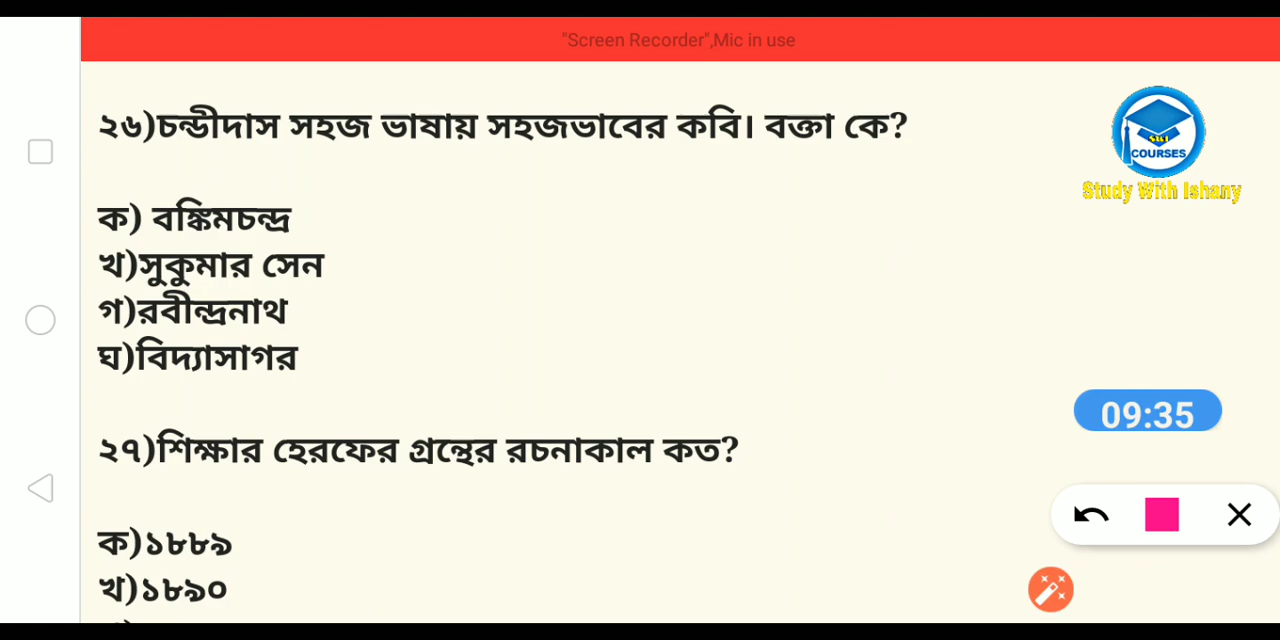 "Screen Recorder",Mic in use
২৬)চন্ডীদাস সহজ ভাষায় সহজভাবের কবি। বক্তা কে?
COURSES
Study With Ishany
ক) বঙ্কিমচন্দ্র
খ)সুকুমার সেন
গ)রবীন্দ্রনাথ
ঘ)বিদ্যাসাগর
09:35
২৭)শিক্ষার হেরফের গ্রন্থের রচনাকাল কত?
ক)১৮৮৯
খ)১৮৯০